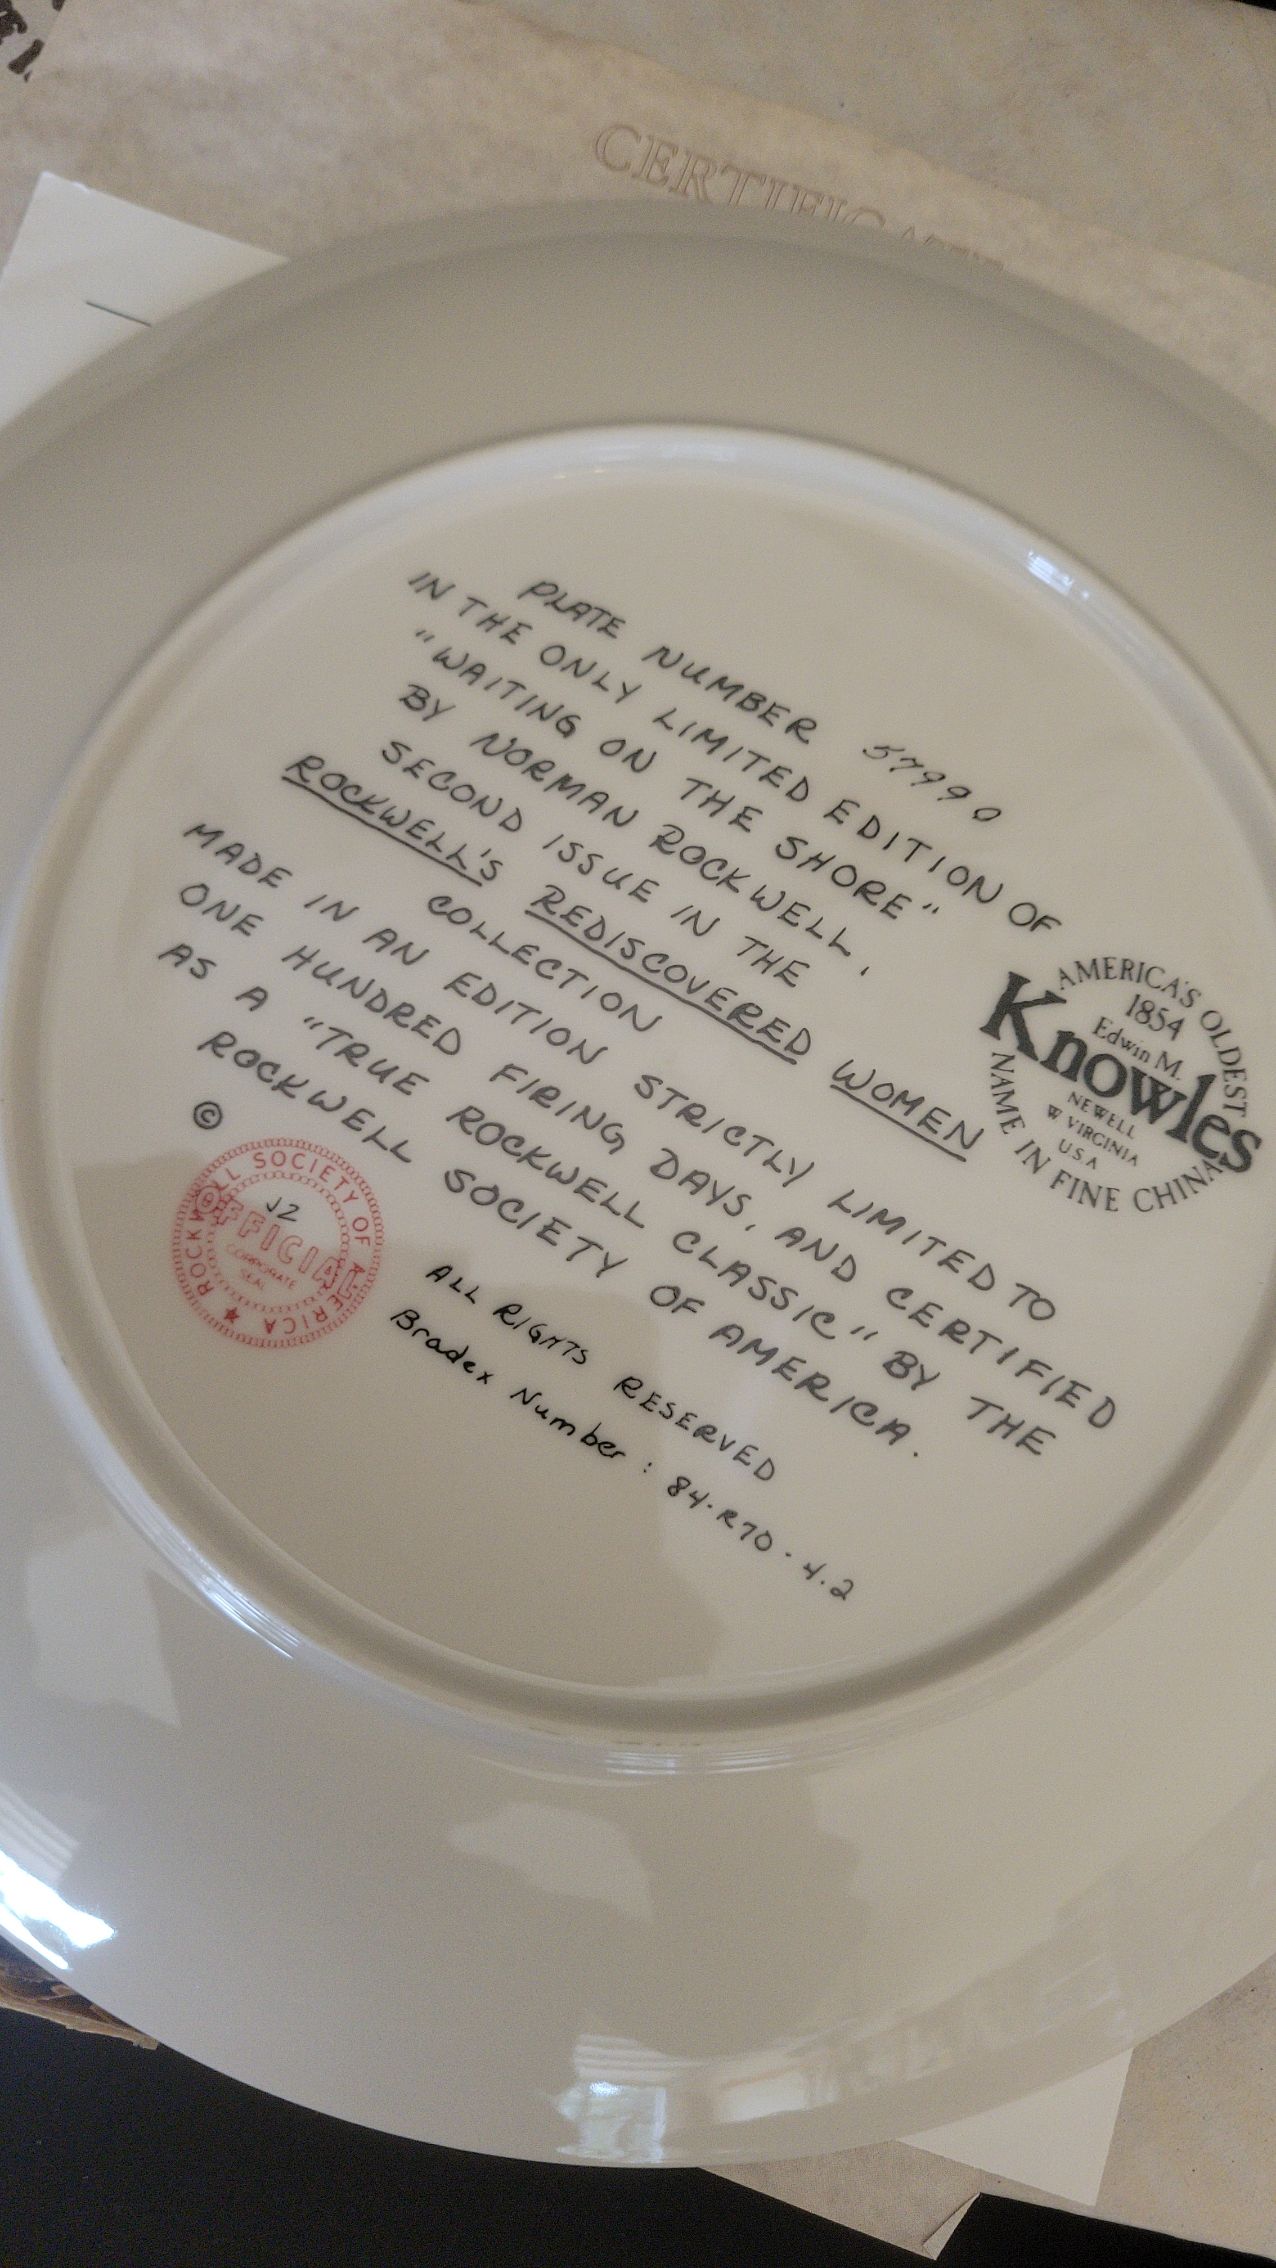 PLATE NUMBER 57990
IN THE ONLY LIMITED EDITION OF
"WAITING ON THE SHORE"
BY NORMAN ROCKWELL,
SECOND ISSUE IN THE
ROCKWELL'S REDISCOVERED WOMEN
COLLECTION
MADE IN AN EDITION STRICTLY LIMITED TO
ONE HUNDRED FIRING DAYS, AND CERTIFIED
AS A "TRUE ROCKWELL CLASSIC" BY THE
ROCKWELL SOCIETY OF AMERICA.
©
ALL RIGHTS RESERVED
Bradex Number: 84-R70-4.2
AMERICA'S OLDEST
1854
Edwin M.
Knowles
NEWELL
W VIRGINIA
USA
NAME IN FINE CHINA
ROCKWELL SOCIETY OF AMERICA
J2
OFFICIAL
CORPORATE
SEAL